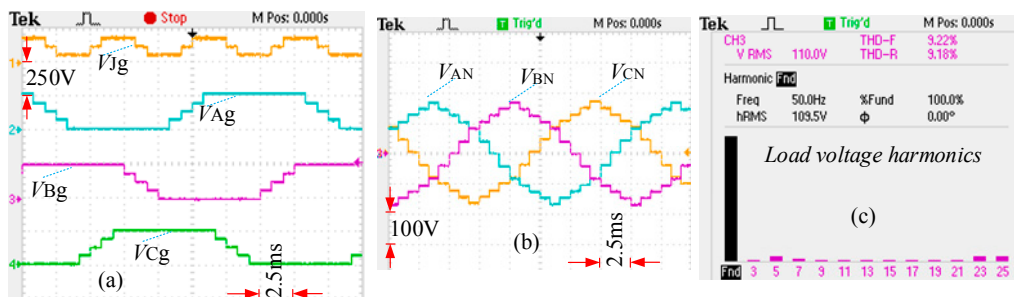 Tek Stop M Pos: 0.000s
VJg
1
250V
VAg
2
VBg
3
VCg
4
(a)
2.5ms
Tek T Trig'd M Pos: 0.000s
VAN VBN VCN
3
100V
(b)
2.5ms
Tek T Trig'd M Pos: 0.000s
CH3 THD-F 9.22%
V RMS 110.0V THD-R 9.18%
Harmonic Fnd
Freq 50.0Hz %Fund 100.0%
hRMS 109.5V Φ 0.00°
Load voltage harmonics
(c)
Fnd 3 5 7 9 11 13 15 17 19 21 23 25